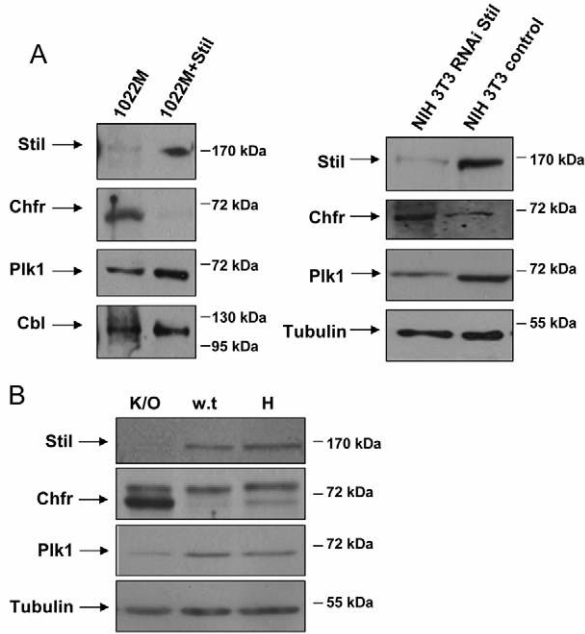 A
1022M
1022M+Stil
Stil
170 kDa
Chfr
72 kDa
Plk1
72 kDa
Cbl
130 kDa
95 kDa
NIH 3T3 RNAi Stil
NIH 3T3 control
Stil
170 kDa
Chfr
72 kDa
Plk1
72 kDa
Tubulin
55 kDa
B
K/O w.t H
Stil
170 kDa
Chfr
72 kDa
Plk1
72 kDa
Tubulin
55 kDa